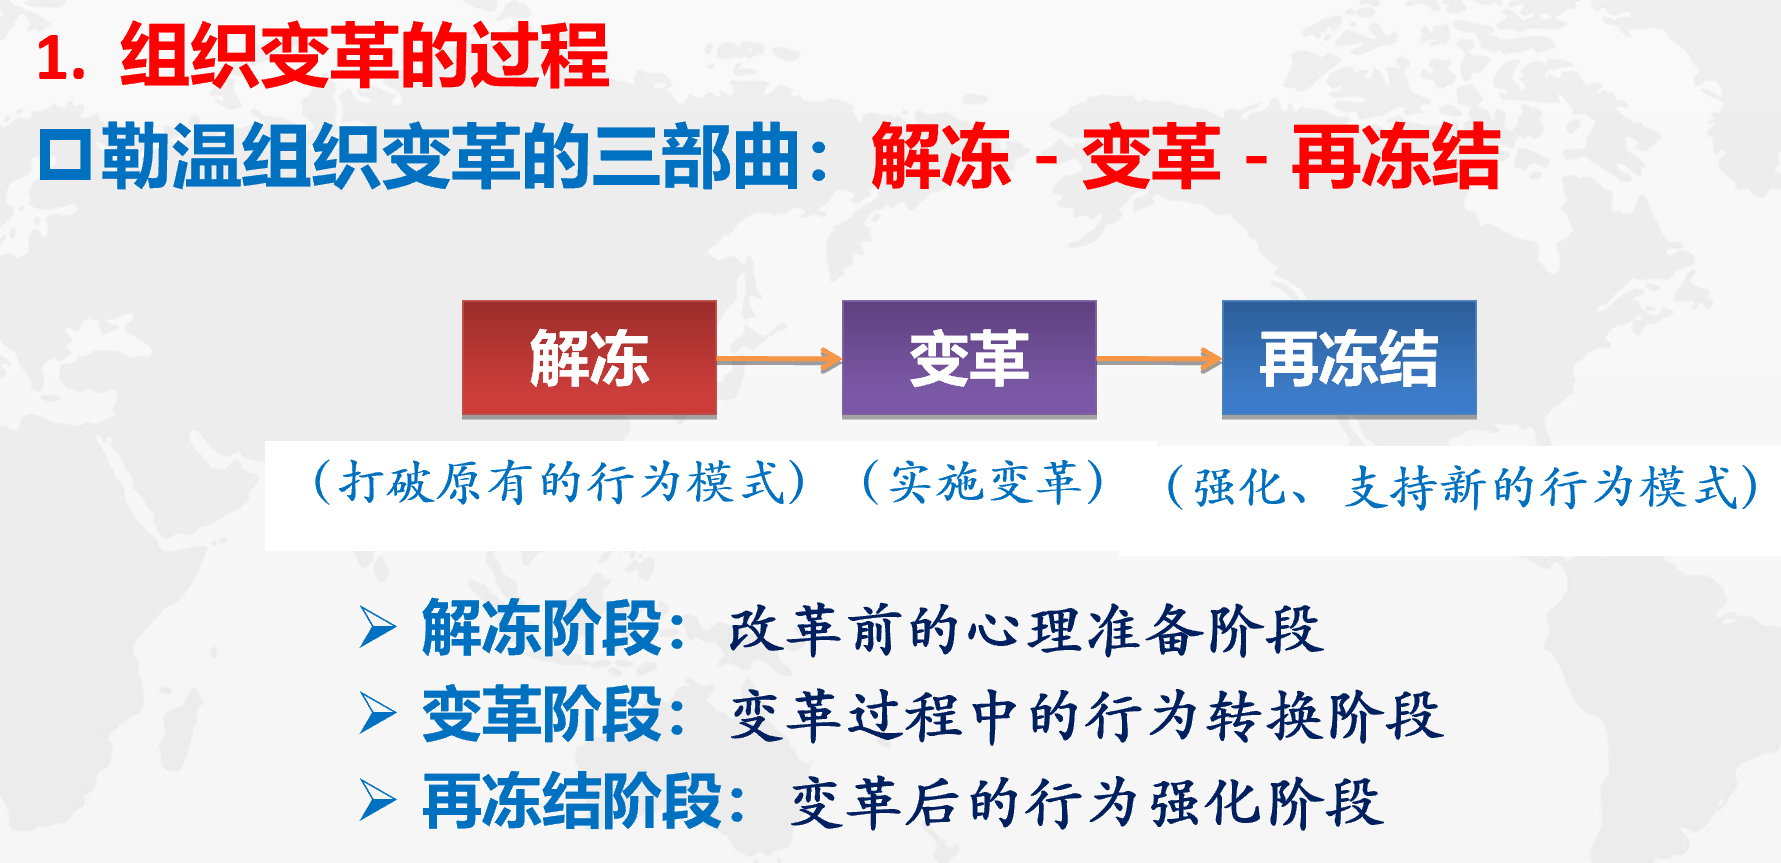 1. 组织变革的过程
勒温组织变革的三部曲：解冻-变革-再冻结
解冻 变革 再冻结
（打破原有的行为模式）（实施变革）（强化、支持新的行为模式）
解冻阶段：改革前的心理准备阶段
变革阶段：变革过程中的行为转换阶段
再冻结阶段：变革后的行为强化阶段